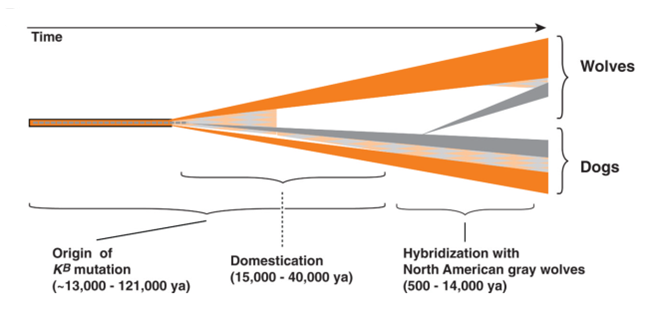 Time
Wolves
Dogs
Origin of
KB mutation
(~13,000 - 121,000 ya)
Domestication
(15,000 - 40,000 ya)
Hybridization with
North American gray wolves
(500 - 14,000 ya)